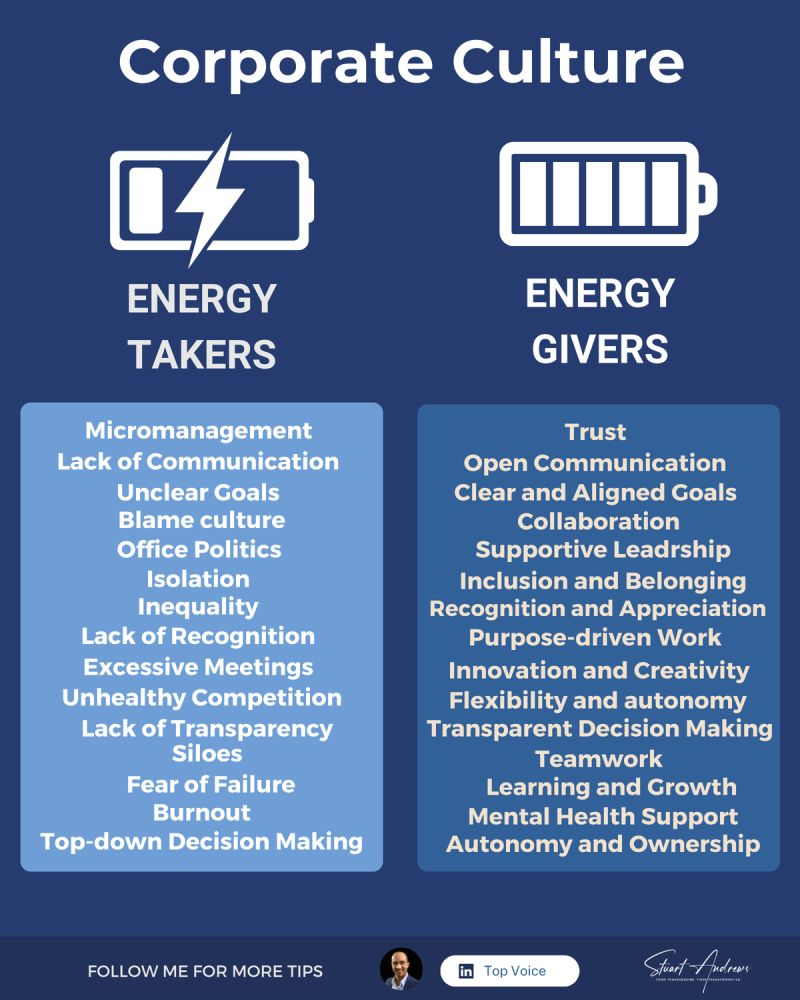 Corporate Culture
ENERGY
TAKERS
Micromanagement
Lack of Communication
Unclear Goals
Blame culture
Office Politics
Isolation
Inequality
Lack of Recognition
Excessive Meetings
Unhealthy Competition
Lack of Transparency
Siloes
Fear of Failure
Burnout
Top-down Decision Making
ENERGY
GIVERS
Trust
Open Communication
Clear and Aligned Goals
Collaboration
Supportive Leadrship
Inclusion and Belonging
Recognition and Appreciation
Purpose-driven Work
Innovation and Creativity
Flexibility and autonomy
Transparent Decision Making
Teamwork
Learning and Growth
Mental Health Support
Autonomy and Ownership
FOLLOW ME FOR MORE TIPS
in Top Voice
Stuart Andrews